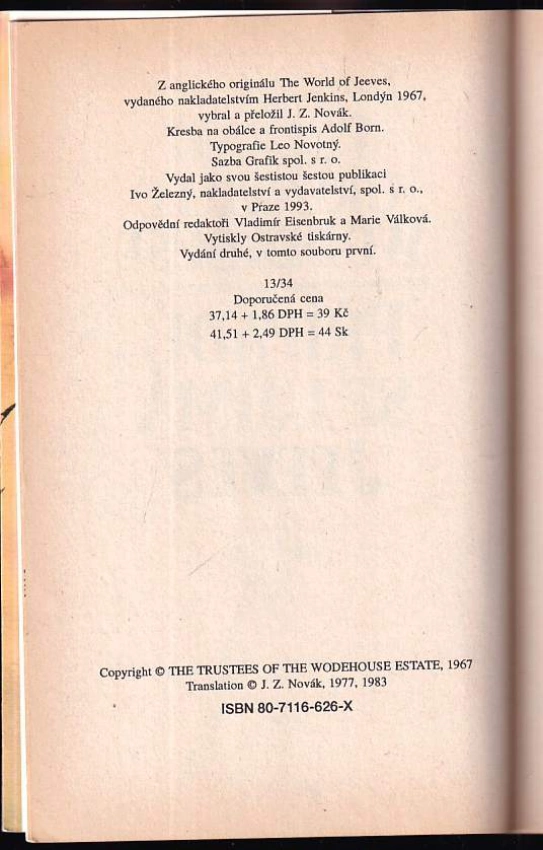 Z anglického originálu The World of Jeeves,
vydaného nakladatelstvím Herbert Jenkins, Londýn 1967,
vybral a přeložil J. Z. Novák.
Kresba na obálce a frontispis Adolf Born.
Typografie Leo Novotný.
Sazba Grafik spol. s r. o.
Vydal jako svou šestistou šestou publikaci
Ivo Železný, nakladatelství a vydavatelství, spol. s r. o.,
v Praze 1993.
Odpovědní redaktoři Vladimír Eisenbruk a Marie Válková.
Vytiskly Ostravské tiskárny.
Vydání druhé, v tomto souboru první.
13/34
Doporučená cena
37,14 + 1,86 DPH = 39 Kč
41,51 + 2,49 DPH = 44 Sk
Copyright © THE TRUSTEES OF THE WODEHOUSE ESTATE, 1967
Translation © J. Z. Novák, 1977, 1983
ISBN 80-7116-626-X